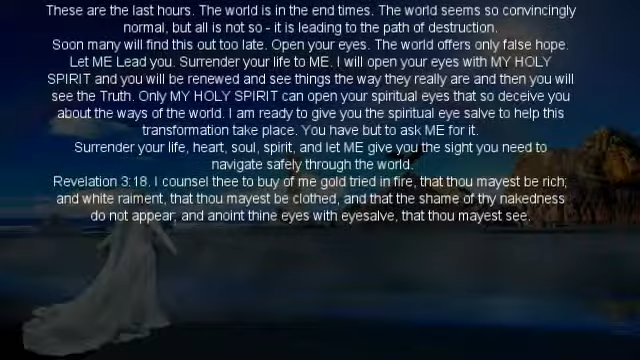 These are the last hours. The world is in the end times. The world seems so convincingly
normal, but all is not so - it is leading to the path of destruction.
Soon many will find this out too late. Open your eyes. The world offers only false hope.
Let ME Lead you. Surrender your life to ME. I will open your eyes with MY HOLY
SPIRIT and you will be renewed and see things the way they really are and then you will
see the Truth. Only MY HOLY SPIRIT can open your spiritual eyes that so deceive you
about the ways of the world. I am ready to give you the spiritual eye salve to help this
transformation take place. You have but to ask ME for it.
Surrender your life, heart, soul, spirit, and let ME give you the sight you need to
navigate safely through the world.
Revelation 3:18. I counsel thee to buy of me gold tried in fire, that thou mayest be rich;
and white raiment, that thou mayest be clothed, and that the shame of thy nakedness
do not appear; and anoint thine eyes with eyesalve, that thou mayest see.